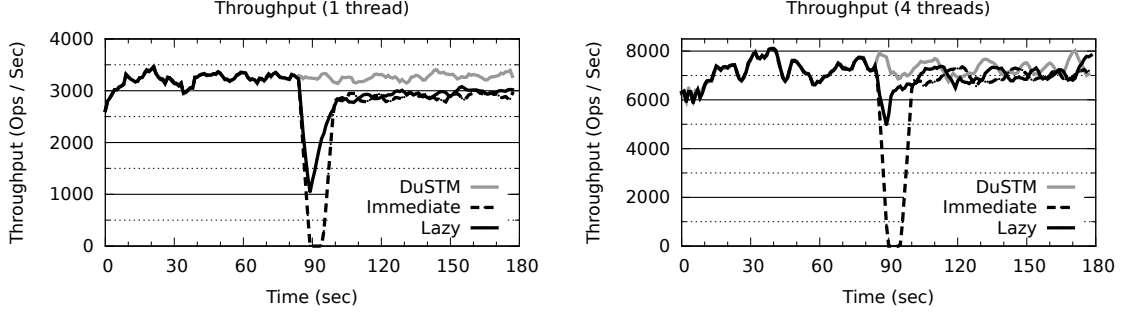 Throughput (1 thread)
Throughput (Ops / Sec)
4000
3000
2000
1000
0
DuSTM
Immediate
Lazy
0 30 60 90 120 150 180
Time (sec)
Throughput (4 threads)
Throughput (Ops / Sec)
8000
6000
4000
2000
0
DuSTM
Immediate
Lazy
0 30 60 90 120 150 180
Time (sec)